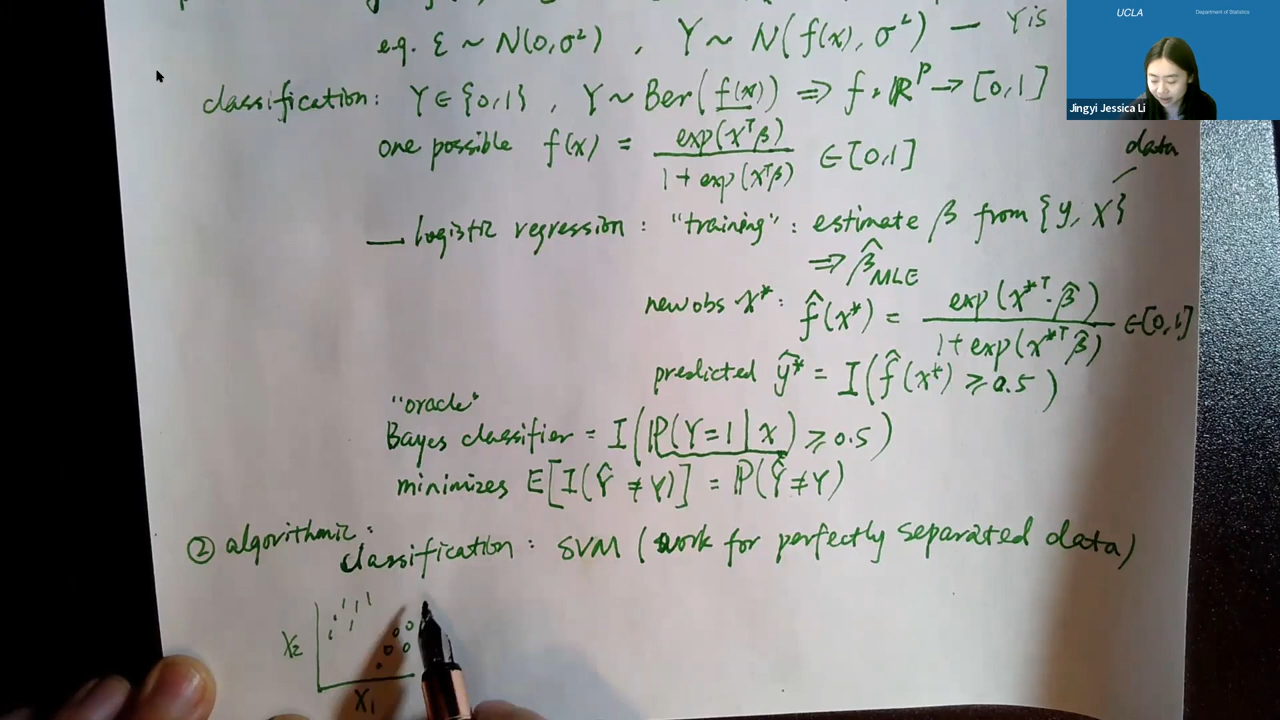 e.g. ε ~ N(0, σ²) , Y ~ N(f(x), σ²) — Y is
classification: Y ∈ {0,1} , Y ~ Ber(f(x)) ⇒ f: ℝᵖ → [0,1]
one possible f(x) = exp(xᵀβ) / 1 + exp(xᵀβ) ∈ [0,1]
data
— logistic regression: "training": estimate β from {y, X}
⇒ β̂ MLE
new obs x*: f̂(x*) = exp(x*ᵀ·β̂) / 1 + exp(x*ᵀβ̂) ∈ [0,1]
predicted ŷ* = I(f̂(x*) ≥ 0.5)
"oracle"
Bayes classifier = I(ℙ(Y=1|X) ≥ 0.5)
minimizes E[I(Ŷ ≠ Y)] = ℙ(Ŷ ≠ Y)
② algorithmic:
classification: SVM (work for perfectly separated data)
X₂
X₁
UCLA
Department of Statistics
Jingyi Jessica Li